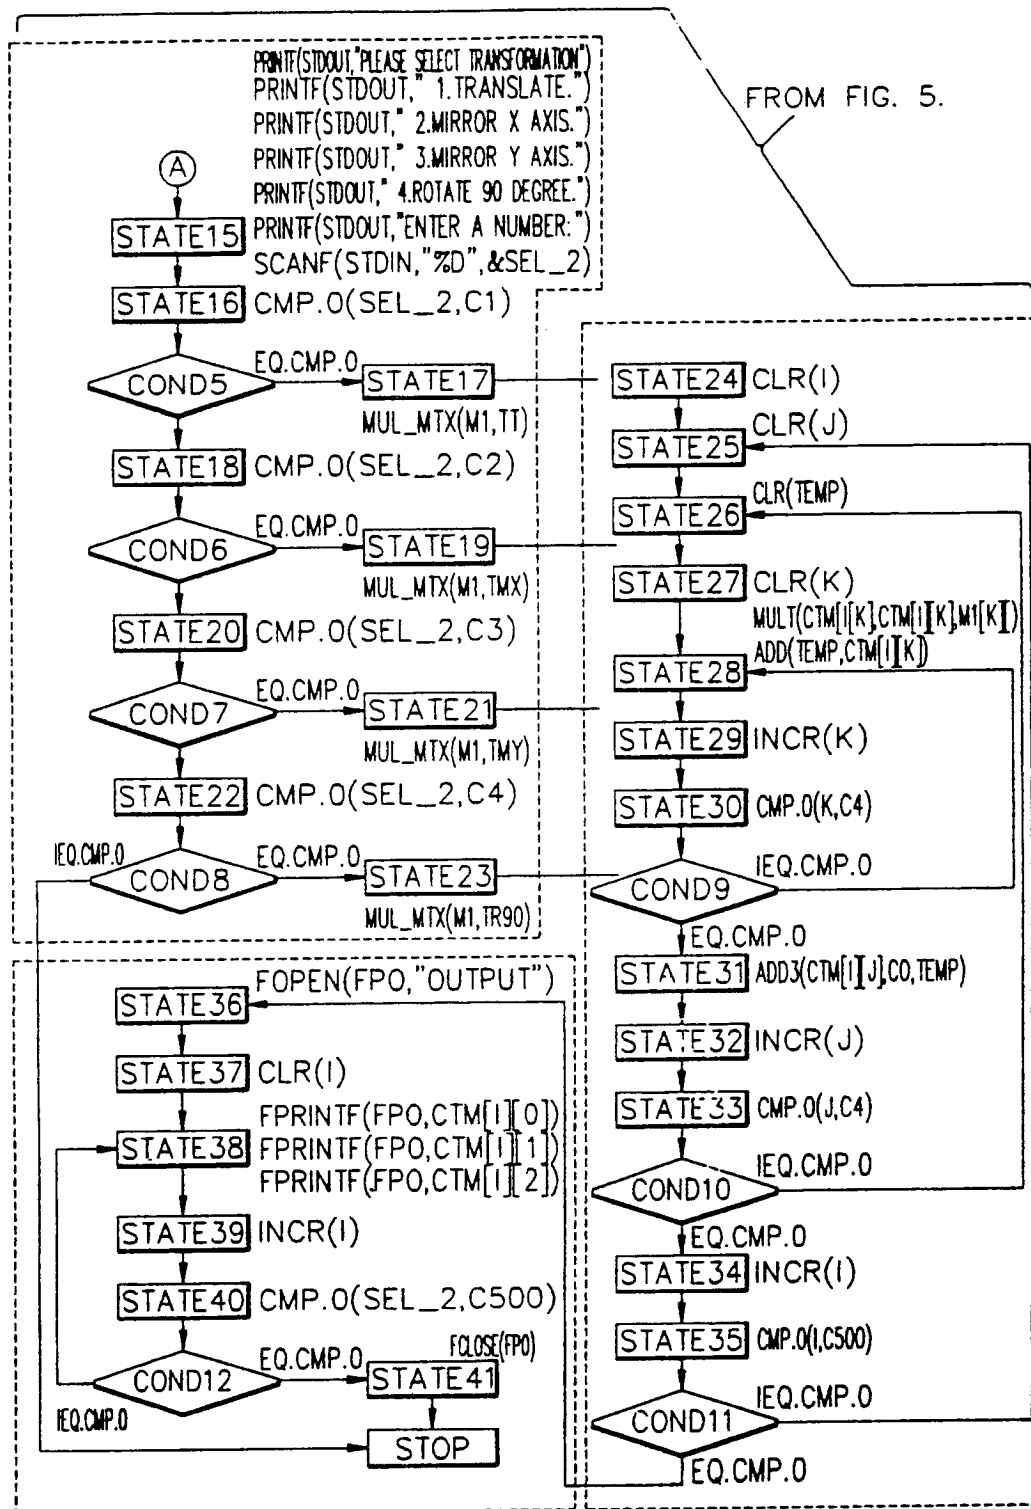 PRINTF(STDOUT,"PLEASE SELECT TRANSFORMATION")
PRINTF(STDOUT," 1.TRANSLATE.")
PRINTF(STDOUT," 2.MIRROR X AXIS.")
PRINTF(STDOUT," 3.MIRROR Y AXIS.")
PRINTF(STDOUT," 4.ROTATE 90 DEGREE.")
PRINTF(STDOUT,"ENTER A NUMBER:")
SCANF(STDIN,"%D",&SEL_2)
FROM FIG. 5.
A
STATE15
STATE16 CMP.0(SEL_2,C1)
COND5 EQ.CMP.0 STATE17
MUL_MTX(M1,TT)
STATE18 CMP.0(SEL_2,C2)
COND6 EQ.CMP.0 STATE19
MUL_MTX(M1,TMX)
STATE20 CMP.0(SEL_2,C3)
COND7 EQ.CMP.0 STATE21
MUL_MTX(M1,TMY)
STATE22 CMP.0(SEL_2,C4)
IEQ.CMP.0 COND8 EQ.CMP.0 STATE23
MUL_MTX(M1,TR90)
STATE24 CLR(I)
CLR(J)
STATE25
CLR(TEMP)
STATE26
STATE27 CLR(K)
MULT(CTM[I[K],CTM[I][K],M1[K])
ADD(TEMP,CTM[I][K])
STATE28
STATE29 INCR(K)
STATE30 CMP.0(K,C4)
COND9 IEQ.CMP.0
EQ.CMP.0
STATE31 ADD3(CTM[I][J],C0,TEMP)
STATE32 INCR(J)
STATE33 CMP.0(J,C4)
COND10 IEQ.CMP.0
EQ.CMP.0
STATE34 INCR(I)
STATE35 CMP.0(I,C500)
COND11 IEQ.CMP.0
EQ.CMP.0
FOPEN(FPO,"OUTPUT")
STATE36
STATE37 CLR(I)
FPRINTF(FPO,CTM[I][0])
STATE38 FPRINTF(FPO,CTM[I][1])
FPRINTF(FPO,CTM[I][2])
STATE39 INCR(I)
STATE40 CMP.0(SEL_2,C500)
FCLOSE(FPO)
COND12 EQ.CMP.0 STATE41
IEQ.CMP.0
STOP